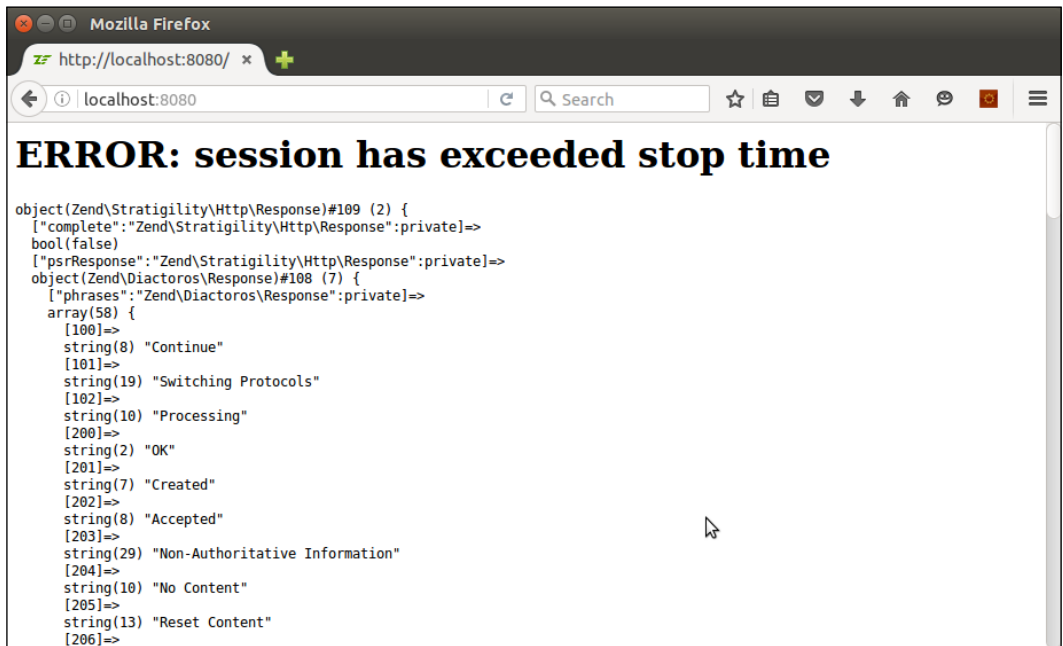 Mozilla Firefox
http://localhost:8080/
localhost:8080
Search
ERROR: session has exceeded stop time
object(Zend\Stratigility\Http\Response)#109 (2) {
["complete":"Zend\Stratigility\Http\Response":private]=>
bool(false)
["psrResponse":"Zend\Stratigility\Http\Response":private]=>
object(Zend\Diactoros\Response)#108 (7) {
["phrases":"Zend\Diactoros\Response":private]=>
array(58) {
[100]=>
string(8) "Continue"
[101]=>
string(19) "Switching Protocols"
[102]=>
string(10) "Processing"
[200]=>
string(2) "OK"
[201]=>
string(7) "Created"
[202]=>
string(8) "Accepted"
[203]=>
string(29) "Non-Authoritative Information"
[204]=>
string(10) "No Content"
[205]=>
string(13) "Reset Content"
[206]=>